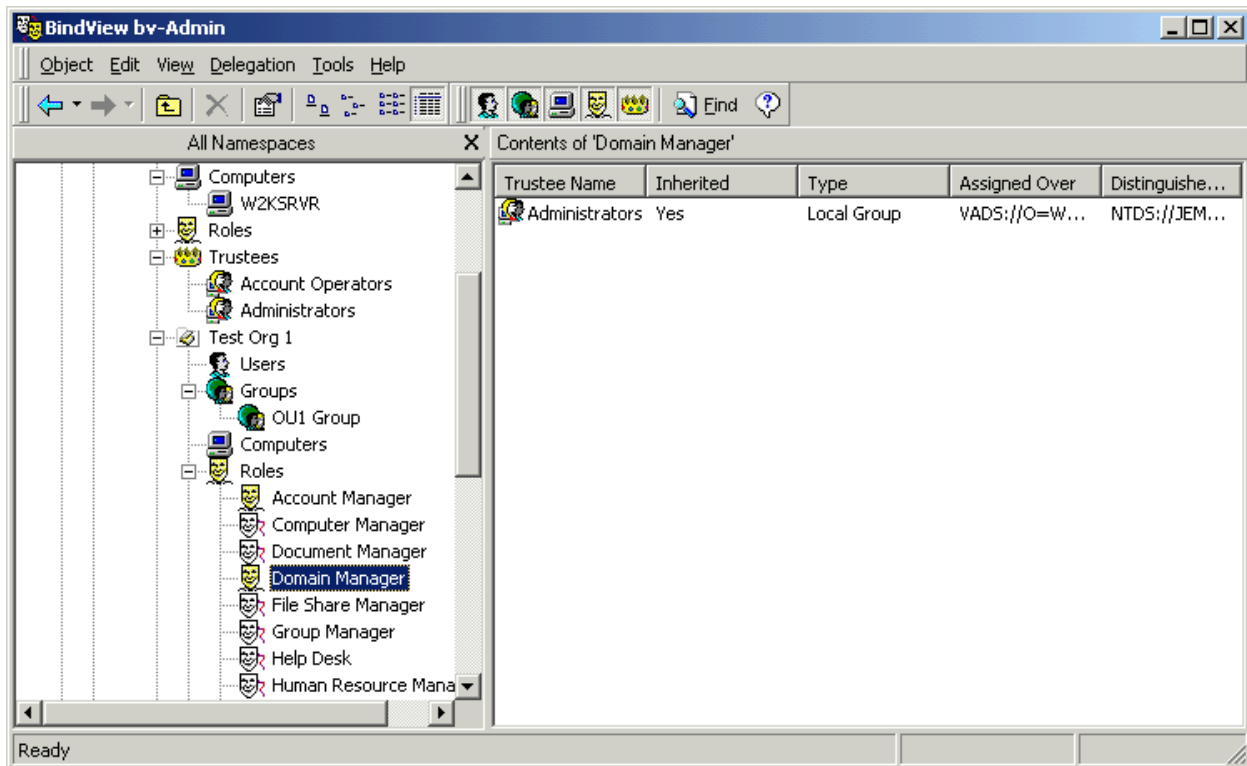 BindView bv-Admin
Object Edit View Delegation Tools Help
Find
All Namespaces
Contents of 'Domain Manager'
Computers
W2KSRVR
Roles
Trustees
Account Operators
Administrators
Test Org 1
Users
Groups
OU1 Group
Computers
Roles
Account Manager
Computer Manager
Document Manager
Domain Manager
File Share Manager
Group Manager
Help Desk
Human Resource Mana
Trustee Name Inherited Type Assigned Over Distinguishe...
Administrators Yes Local Group VADS://O=W... NTDS://JEM...
Ready